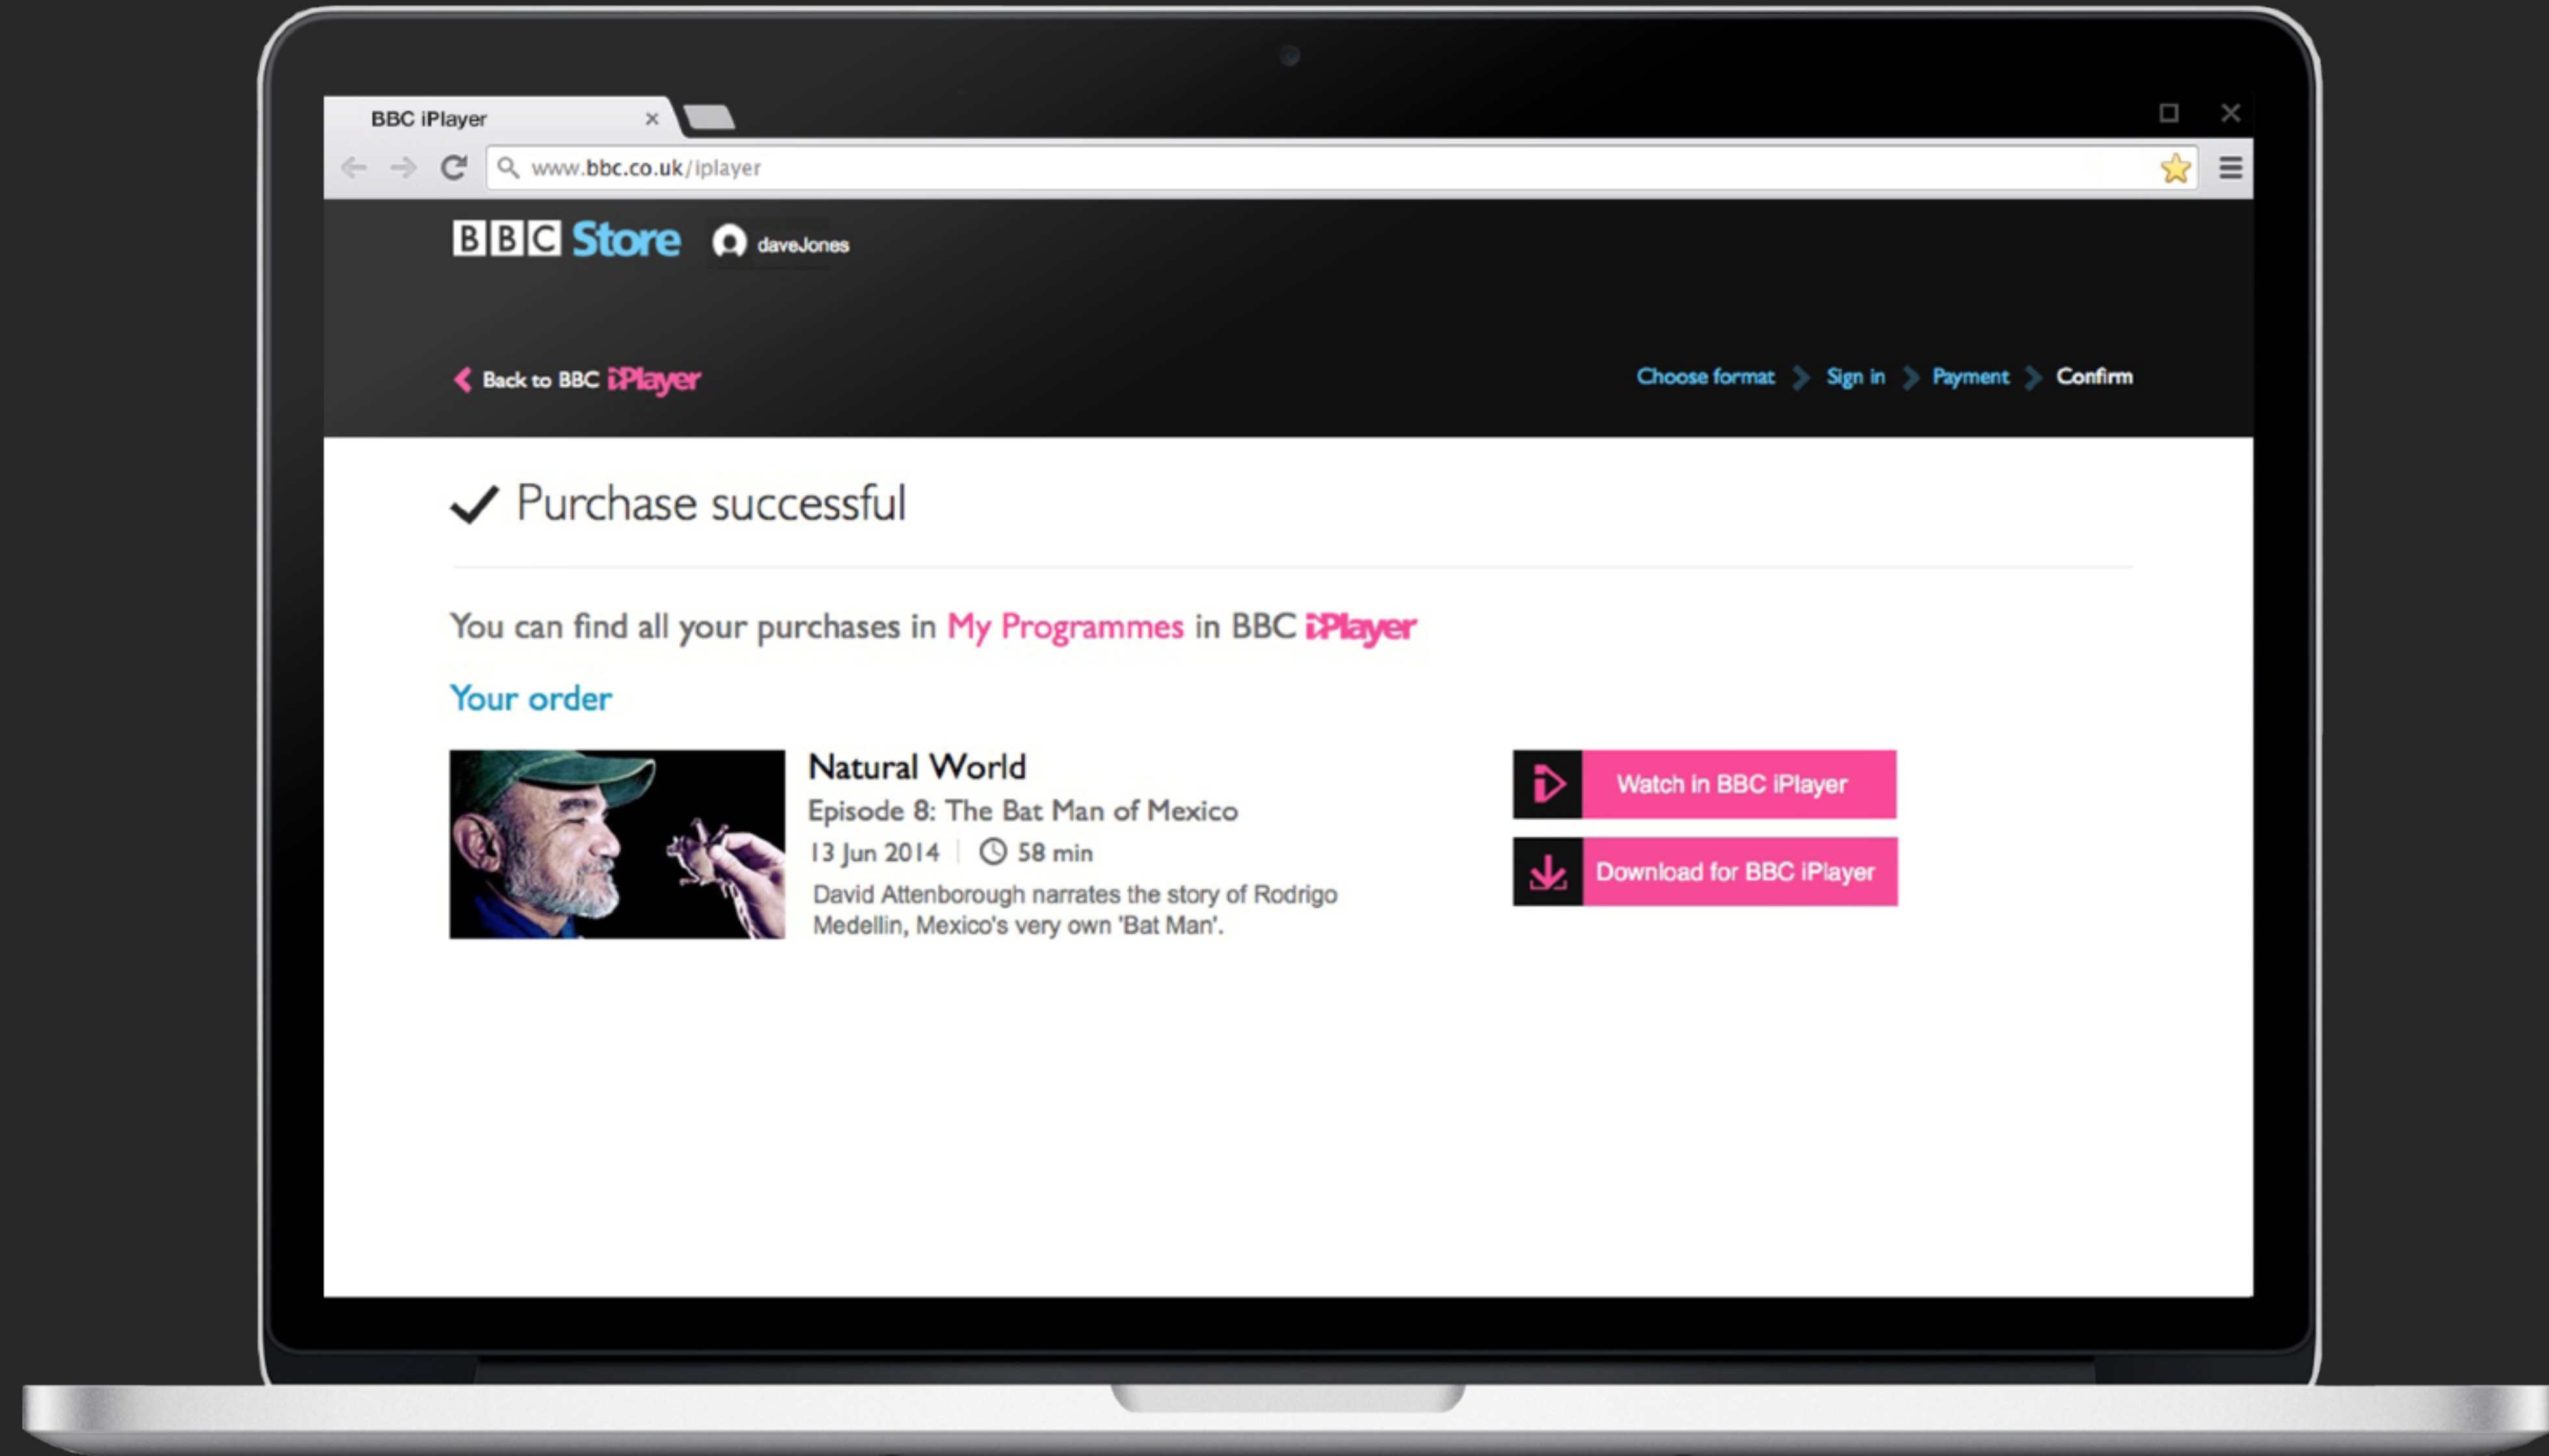 BBC iPlayer
www.bbc.co.uk/iplayer
BBC Store daveJones
Back to BBC iPlayer
Choose format Sign in Payment Confirm
Purchase successful
You can find all your purchases in My Programmes in BBC iPlayer
Your order
Natural World
Episode 8: The Bat Man of Mexico
13 Jun 2014 58 min
David Attenborough narrates the story of Rodrigo
Medellin, Mexico's very own 'Bat Man'.
Watch in BBC iPlayer
Download for BBC iPlayer